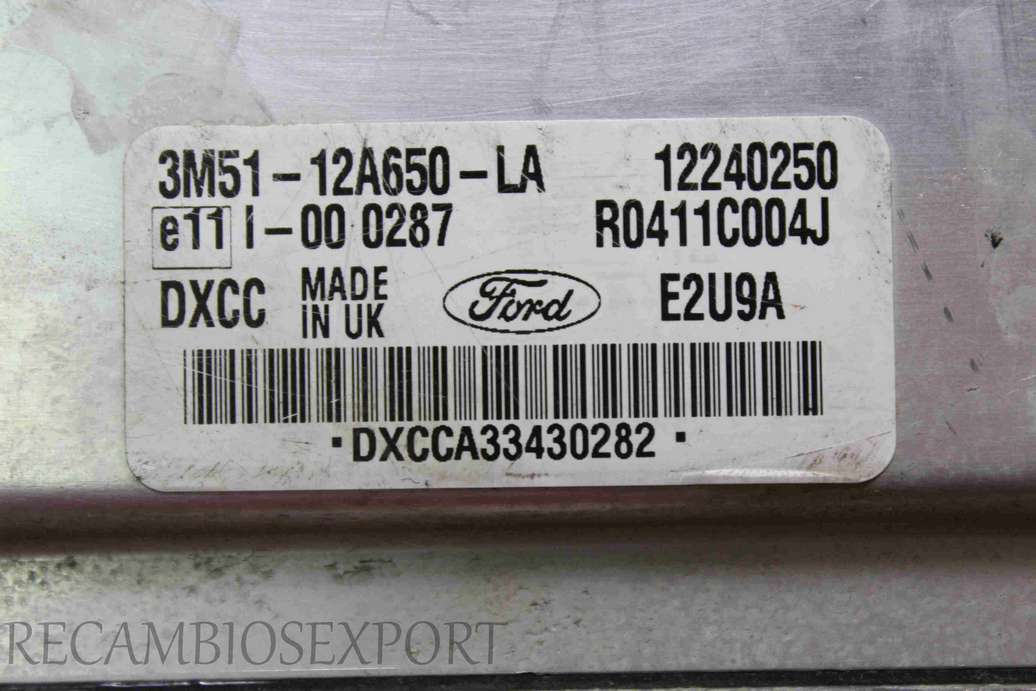 3M51-12A650-LA 12240250
e11 I-00 0287 R0411C004J
DXCC MADE IN UK Ford E2U9A
·DXCCA33430282·
RECAMBIOSEXPORT